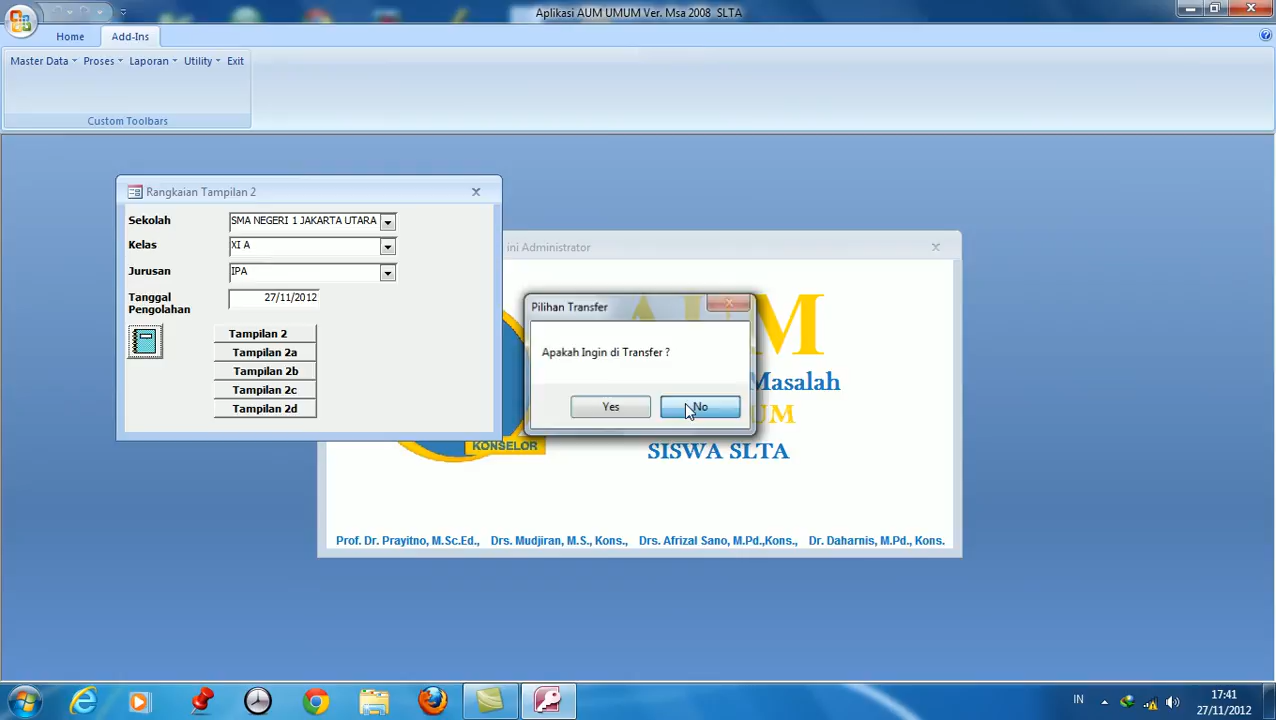 Aplikasi AUM UMUM Ver. Msa 2008  SLTA
Home Add-Ins
Master Data Proses Laporan Utility Exit
Custom Toolbars
Rangkaian Tampilan 2
Sekolah SMA NEGERI 1 JAKARTA UTARA
Kelas XI A
Jurusan IPA
Tanggal Pengolahan 27/11/2012
Tampilan 2
Tampilan 2a
Tampilan 2b
Tampilan 2c
Tampilan 2d
ini Administrator
Masalah
UM
SISWA SLTA
KONSELOR
Prof. Dr. Prayitno, M.Sc.Ed., Drs. Mudjiran, M.S., Kons., Drs. Afrizal Sano, M.Pd.,Kons., Dr. Daharnis, M.Pd., Kons.
Pilihan Transfer
Apakah Ingin di Transfer ?
Yes No
IN
17:41
27/11/2012